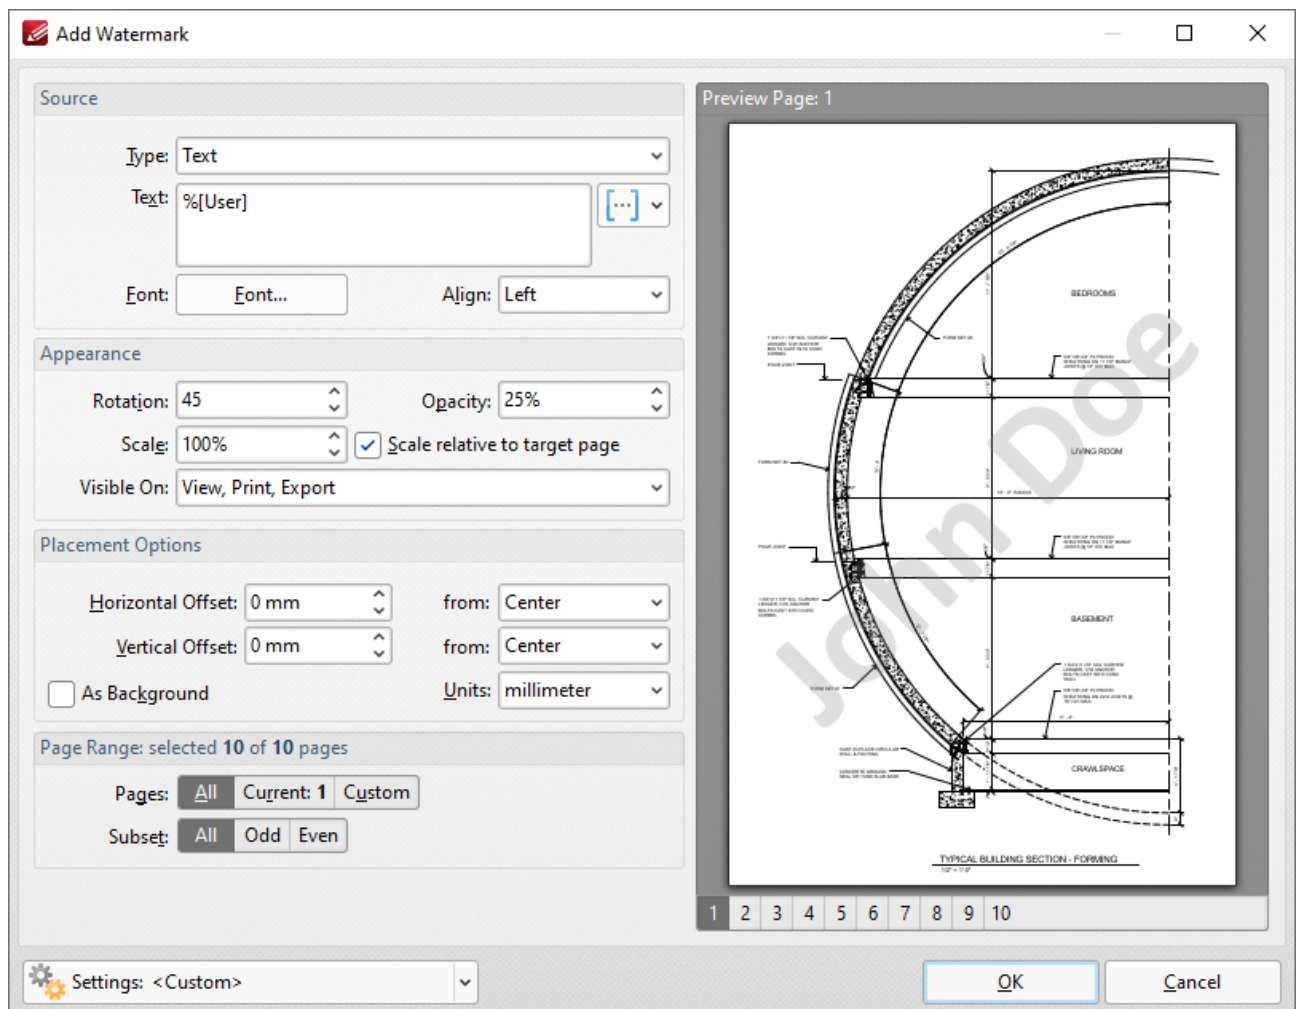 Add Watermark
Source
Type: Text
Text: %[User]
Font: Font... Align: Left
Appearance
Rotation: 45 Opacity: 25%
Scale: 100% Scale relative to target page
Visible On: View, Print, Export
Placement Options
Horizontal Offset: 0 mm from: Center
Vertical Offset: 0 mm from: Center
As Background Units: millimeter
Page Range: selected 10 of 10 pages
Pages: All Current: 1 Custom
Subset: All Odd Even
Preview Page: 1
BEDROOMS
LIVING ROOM
BASEMENT
CRAWLSPACE
John Doe
TYPICAL BUILDING SECTION - FORMING
1 2 3 4 5 6 7 8 9 10
Settings: <Custom>
OK Cancel